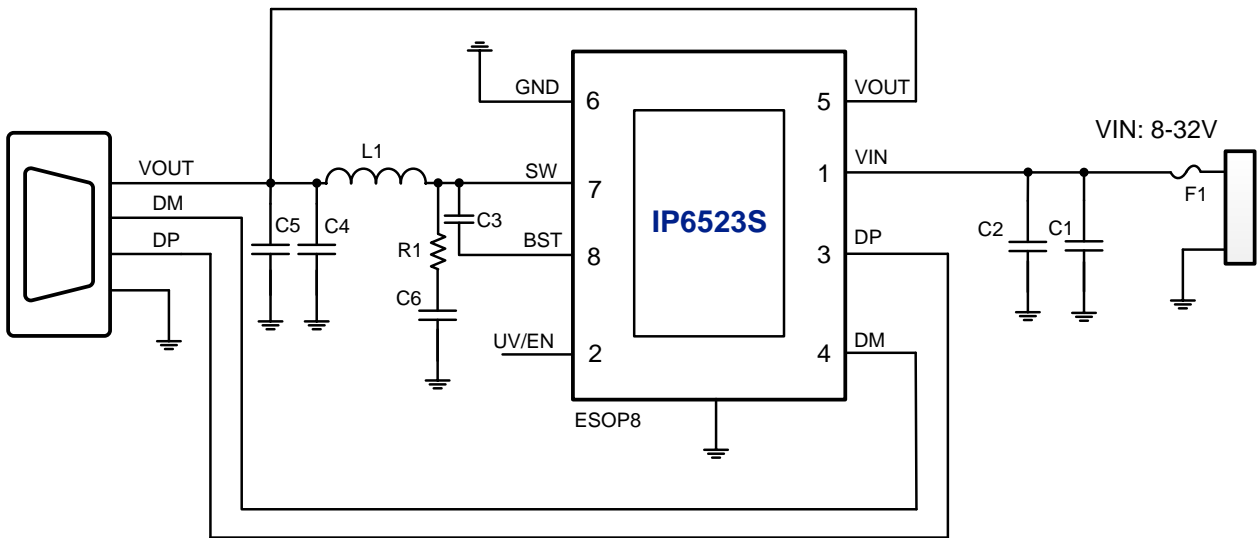 GND
6
5
VOUT
VIN: 8-32V
VOUT
L1
SW
7
1
VIN
F1
DM
C5
C4
C3
IP6523S
C2
C1
DP
R1
BST
8
3
DP
C6
UV/EN
2
4
DM
ESOP8